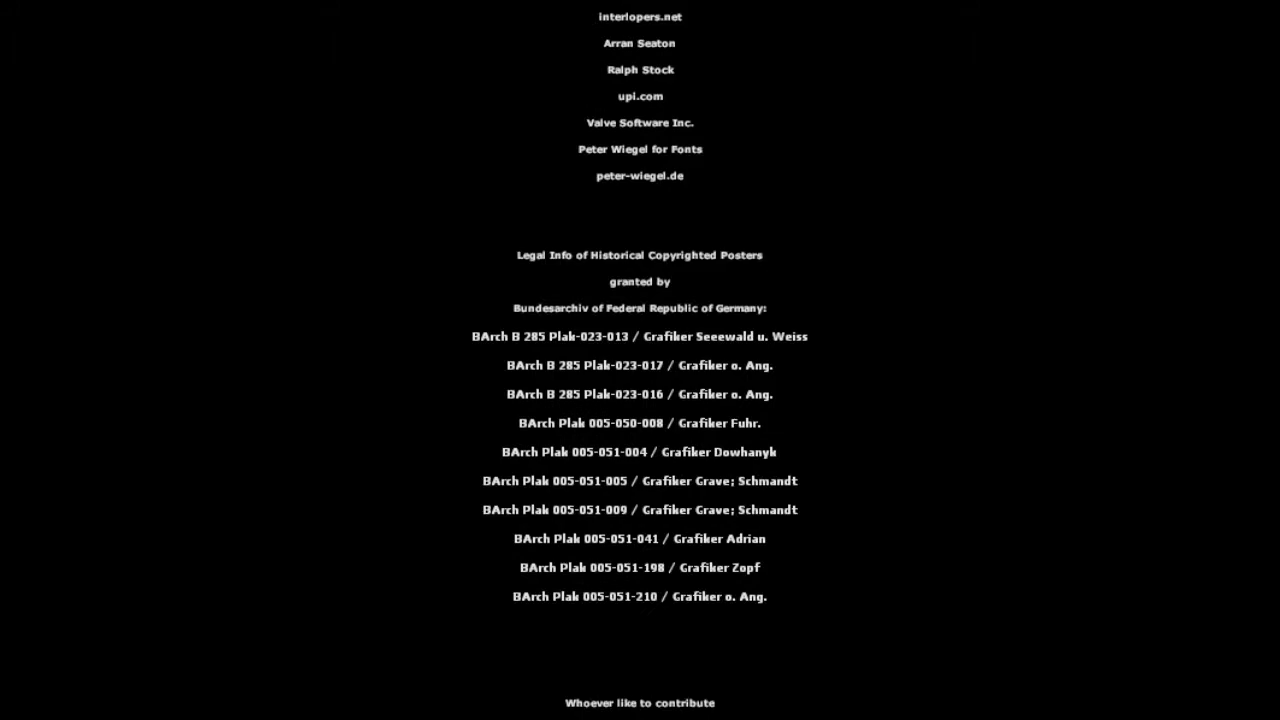 interlopers.net
Arran Seaton
Ralph Stock
upi.com
Valve Software Inc.
Peter Wiegel for Fonts
peter-wiegel.de
Legal Info of Historical Copyrighted Posters
granted by
Bundesarchiv of Federal Republic of Germany:
BArch B 285 Plak-023-013 / Grafiker Seeewald u. Weiss
BArch B 285 Plak-023-017 / Grafiker o. Ang.
BArch B 285 Plak-023-016 / Grafiker o. Ang.
BArch Plak 005-050-008 / Grafiker Fuhr.
BArch Plak 005-051-004 / Grafiker Dowhanyk
BArch Plak 005-051-005 / Grafiker Grave; Schmandt
BArch Plak 005-051-009 / Grafiker Grave; Schmandt
BArch Plak 005-051-041 / Grafiker Adrian
BArch Plak 005-051-198 / Grafiker Zopf
BArch Plak 005-051-210 / Grafiker o. Ang.
Whoever like to contribute